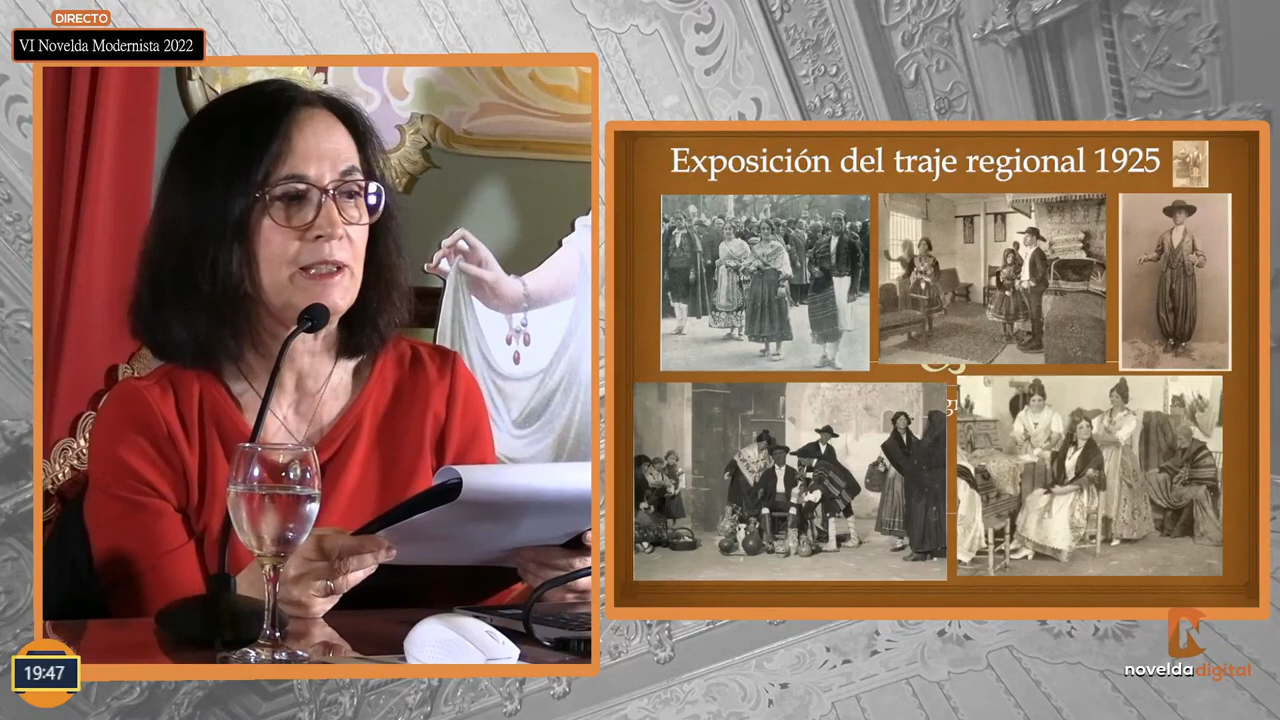 DIRECTO
VI Novelda Modernista 2022
Exposición del traje regional 1925
19:47
noveldadigital